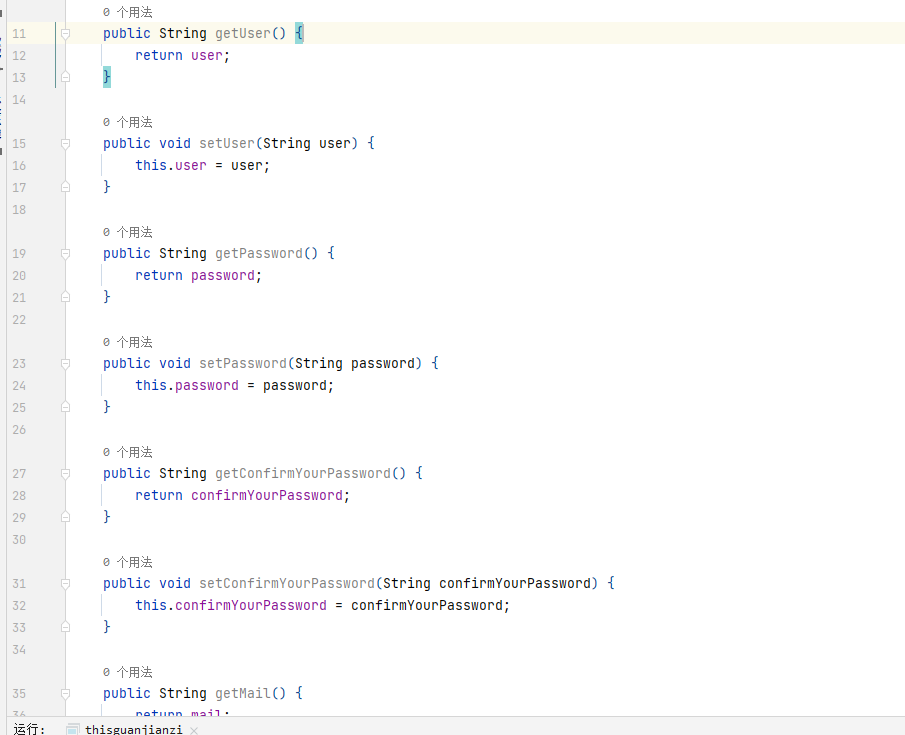 0 个用法
11 public String getUser() {
12 return user;
13 }
14
0 个用法
15 public void setUser(String user) {
16 this.user = user;
17 }
18
0 个用法
19 public String getPassword() {
20 return password;
21 }
22
0 个用法
23 public void setPassword(String password) {
24 this.password = password;
25 }
26
0 个用法
27 public String getConfirmYourPassword() {
28 return confirmYourPassword;
29 }
30
0 个用法
31 public void setConfirmYourPassword(String confirmYourPassword) {
32 this.confirmYourPassword = confirmYourPassword;
33 }
34
0 个用法
35 public String getMail() {
36 return mail;
运行: thisguanjianzi